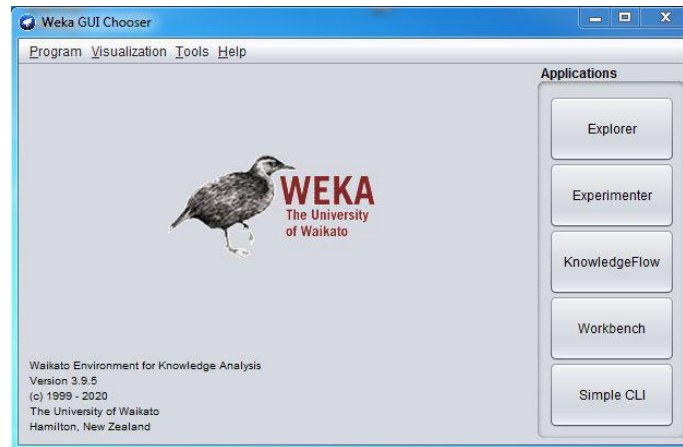 Weka GUI Chooser
Program Visualization Tools Help
Applications
Explorer
Experimenter
KnowledgeFlow
Workbench
Simple CLI
WEKA
The University
of Waikato
Waikato Environment for Knowledge Analysis
Version 3.9.5
(c) 1999 - 2020
The University of Waikato
Hamilton, New Zealand